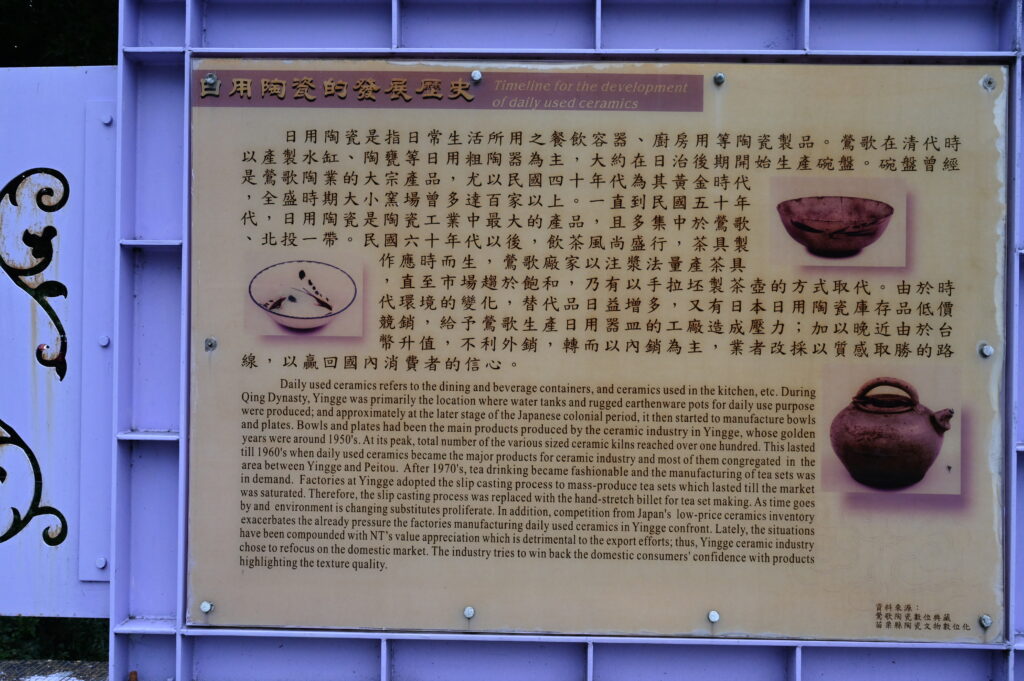 日用陶瓷的發展歷史
Timeline for the development
of daily used ceramics
日用陶瓷是指日常生活所用之餐飲容器、廚房用等陶瓷製品。鶯歌在清代時
以產製水缸、陶甕等日用粗陶器為主，大約在日治後期開始生產碗盤。碗盤曾經
是鶯歌陶業的大宗產品，尤以民國四十年代為其黃金時代
，全盛時期大小窯場曾多達百家以上。一直到民國五十年
代，日用陶瓷是陶瓷工業中最大的產品，且多集中於鶯歌
、北投一帶。民國六十年代以後，飲茶風尚盛行，茶具製
作應時而生，鶯歌廠家以注漿法量產茶具
，直至市場趨於飽和，乃有以手拉坯製茶壺的方式取代。由於時
代環境的變化，替代品日益增多，又有日本日用陶瓷庫存品低價
競銷，給予鶯歌生產日用器皿的工廠造成壓力；加以晚近由於台
幣升值，不利外銷，轉而以內銷為主，業者改採以質感取勝的路
線，以贏回國內消費者的信心。
Daily used ceramics refers to the dining and beverage containers, and ceramics used in the kitchen, etc. During
Qing Dynasty, Yingge was primarily the location where water tanks and rugged earthenware pots for daily use purpose
were produced; and approximately at the later stage of the Japanese colonial period, it then started to manufacture bowls
and plates. Bowls and plates had been the main products produced by the ceramic industry in Yingge, whose golden
years were around 1950's. At its peak, total number of the various sized ceramic kilns reached over one hundred. This lasted
till 1960's when daily used ceramics became the major products for ceramic industry and most of them congregated in the
area between Yingge and Peitou. After 1970's, tea drinking became fashionable and the manufacturing of tea sets was
in demand. Factories at Yingge adopted the slip casting process to mass-produce tea sets which lasted till the market
was saturated. Therefore, the slip casting process was replaced with the hand-stretch billet for tea set making. As time goes
by and environment is changing substitutes proliferate. In addition, competition from Japan's low-price ceramics inventory
exacerbates the already pressure the factories manufacturing daily used ceramics in Yingge confront. Lately, the situations
have been compounded with NT's value appreciation which is detrimental to the export efforts; thus, Yingge ceramic industry
chose to refocus on the domestic market. The industry tries to win back the domestic consumers' confidence with products
highlighting the texture quality.
資料來源：
鶯歌陶瓷數位典藏
苗栗縣陶瓷文物數位化